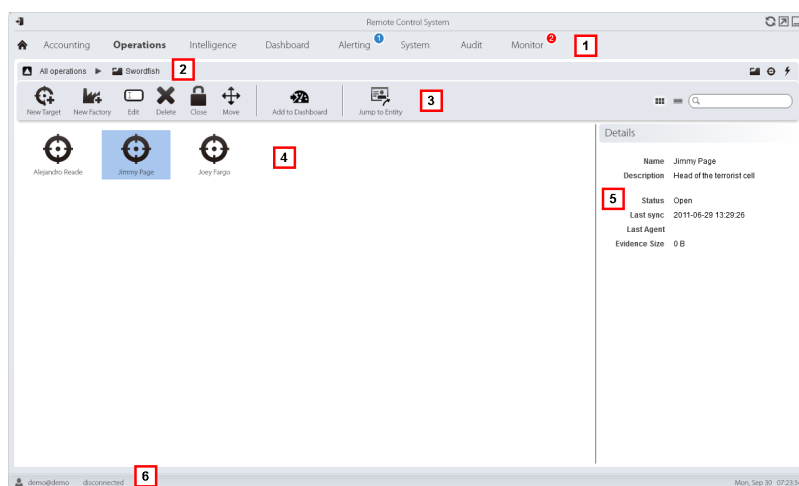 Remote Control System
Accounting Operations Intelligence Dashboard Alerting 1 System Audit Monitor 2 1
All operations Swordfish 2
New Target New Factory Edit Delete Close Move Add to Dashboard Jump to Entity 3
Alejandro Reade Jimmy Page Joey Fargo 4
Details
Name Jimmy Page
Description Head of the terrorist cell
5 Status Open
Last sync 2011-06-29 13:29:26
Last Agent
Evidence Size 0 B
demo@demo disconnected 6
Mon, Sep 30 07:23:3